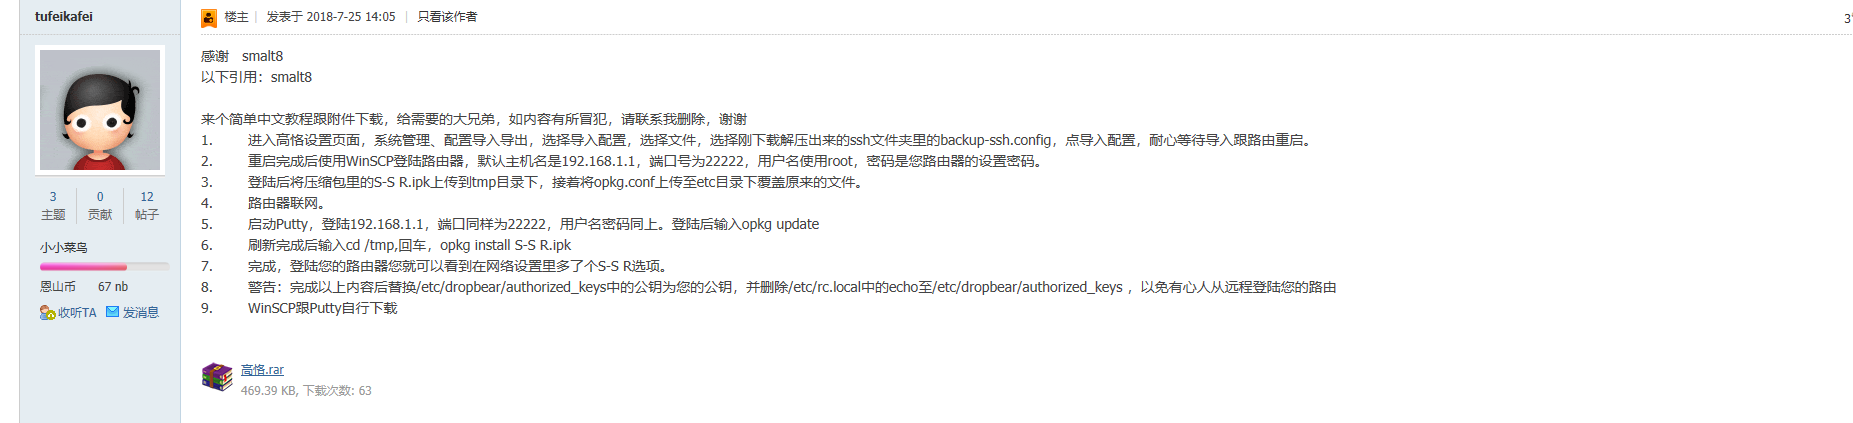 tufeikafei
楼主 | 发表于 2018-7-25 14:05 | 只看该作者
感谢 smalt8
以下引用：smalt8
来个简单中文教程跟附件下载，给需要的大兄弟，如内容有所冒犯，请联系我删除，谢谢
1. 进入高恪设置页面，系统管理、配置导入导出，选择导入配置，选择文件，选择刚下载解压出来的ssh文件夹里的backup-ssh.config，点导入配置，耐心等待导入跟路由重启。
2. 重启完成后使用WinSCP登陆路由器，默认主机名是192.168.1.1，端口号为22222，用户名使用root，密码是您路由器的设置密码。
3. 登陆后将压缩包里的S-S R.ipk上传到tmp目录下，接着将opkg.conf上传至etc目录下覆盖原来的文件。
4. 路由器联网。
5. 启动Putty，登陆192.168.1.1，端口同样为22222，用户名密码同上。登陆后输入opkg update
6. 刷新完成后输入cd /tmp,回车，opkg install S-S R.ipk
7. 完成，登陆您的路由器您就可以看到在网络设置里多了个S-S R选项。
8. 警告：完成以上内容后替换/etc/dropbear/authorized_keys中的公钥为您的公钥，并删除/etc/rc.local中的echo至/etc/dropbear/authorized_keys ，以免有心人从远程登陆您的路由
9. WinSCP跟Putty自行下载
3 0 12
主题 贡献 帖子
小小菜鸟
恩山币 67 nb
收听TA 发消息
高恪.rar
469.39 KB, 下载次数: 63